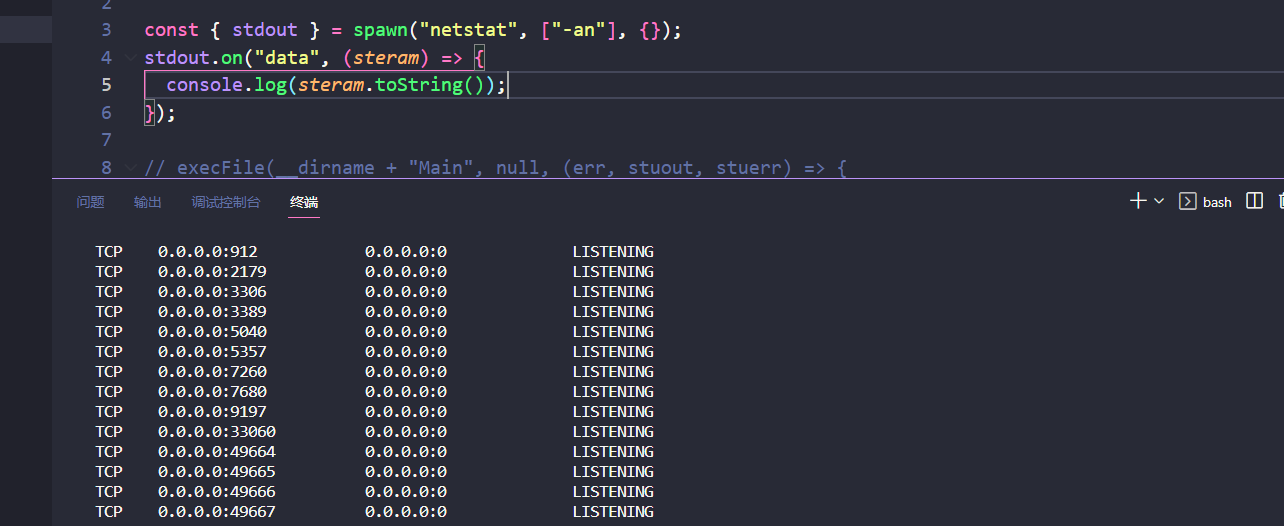 2
3 const { stdout } = spawn("netstat", ["-an"], {});
4 stdout.on("data", (steram) => {
5 console.log(steram.toString());
6 });
7
8 // execFile(__dirname + "Main", null, (err, stuout, stuerr) => {
问题 输出 调试控制台 终端 bash
TCP 0.0.0.0:912 0.0.0.0:0 LISTENING
TCP 0.0.0.0:2179 0.0.0.0:0 LISTENING
TCP 0.0.0.0:3306 0.0.0.0:0 LISTENING
TCP 0.0.0.0:3389 0.0.0.0:0 LISTENING
TCP 0.0.0.0:5040 0.0.0.0:0 LISTENING
TCP 0.0.0.0:5357 0.0.0.0:0 LISTENING
TCP 0.0.0.0:7260 0.0.0.0:0 LISTENING
TCP 0.0.0.0:7680 0.0.0.0:0 LISTENING
TCP 0.0.0.0:9197 0.0.0.0:0 LISTENING
TCP 0.0.0.0:33060 0.0.0.0:0 LISTENING
TCP 0.0.0.0:49664 0.0.0.0:0 LISTENING
TCP 0.0.0.0:49665 0.0.0.0:0 LISTENING
TCP 0.0.0.0:49666 0.0.0.0:0 LISTENING
TCP 0.0.0.0:49667 0.0.0.0:0 LISTENING